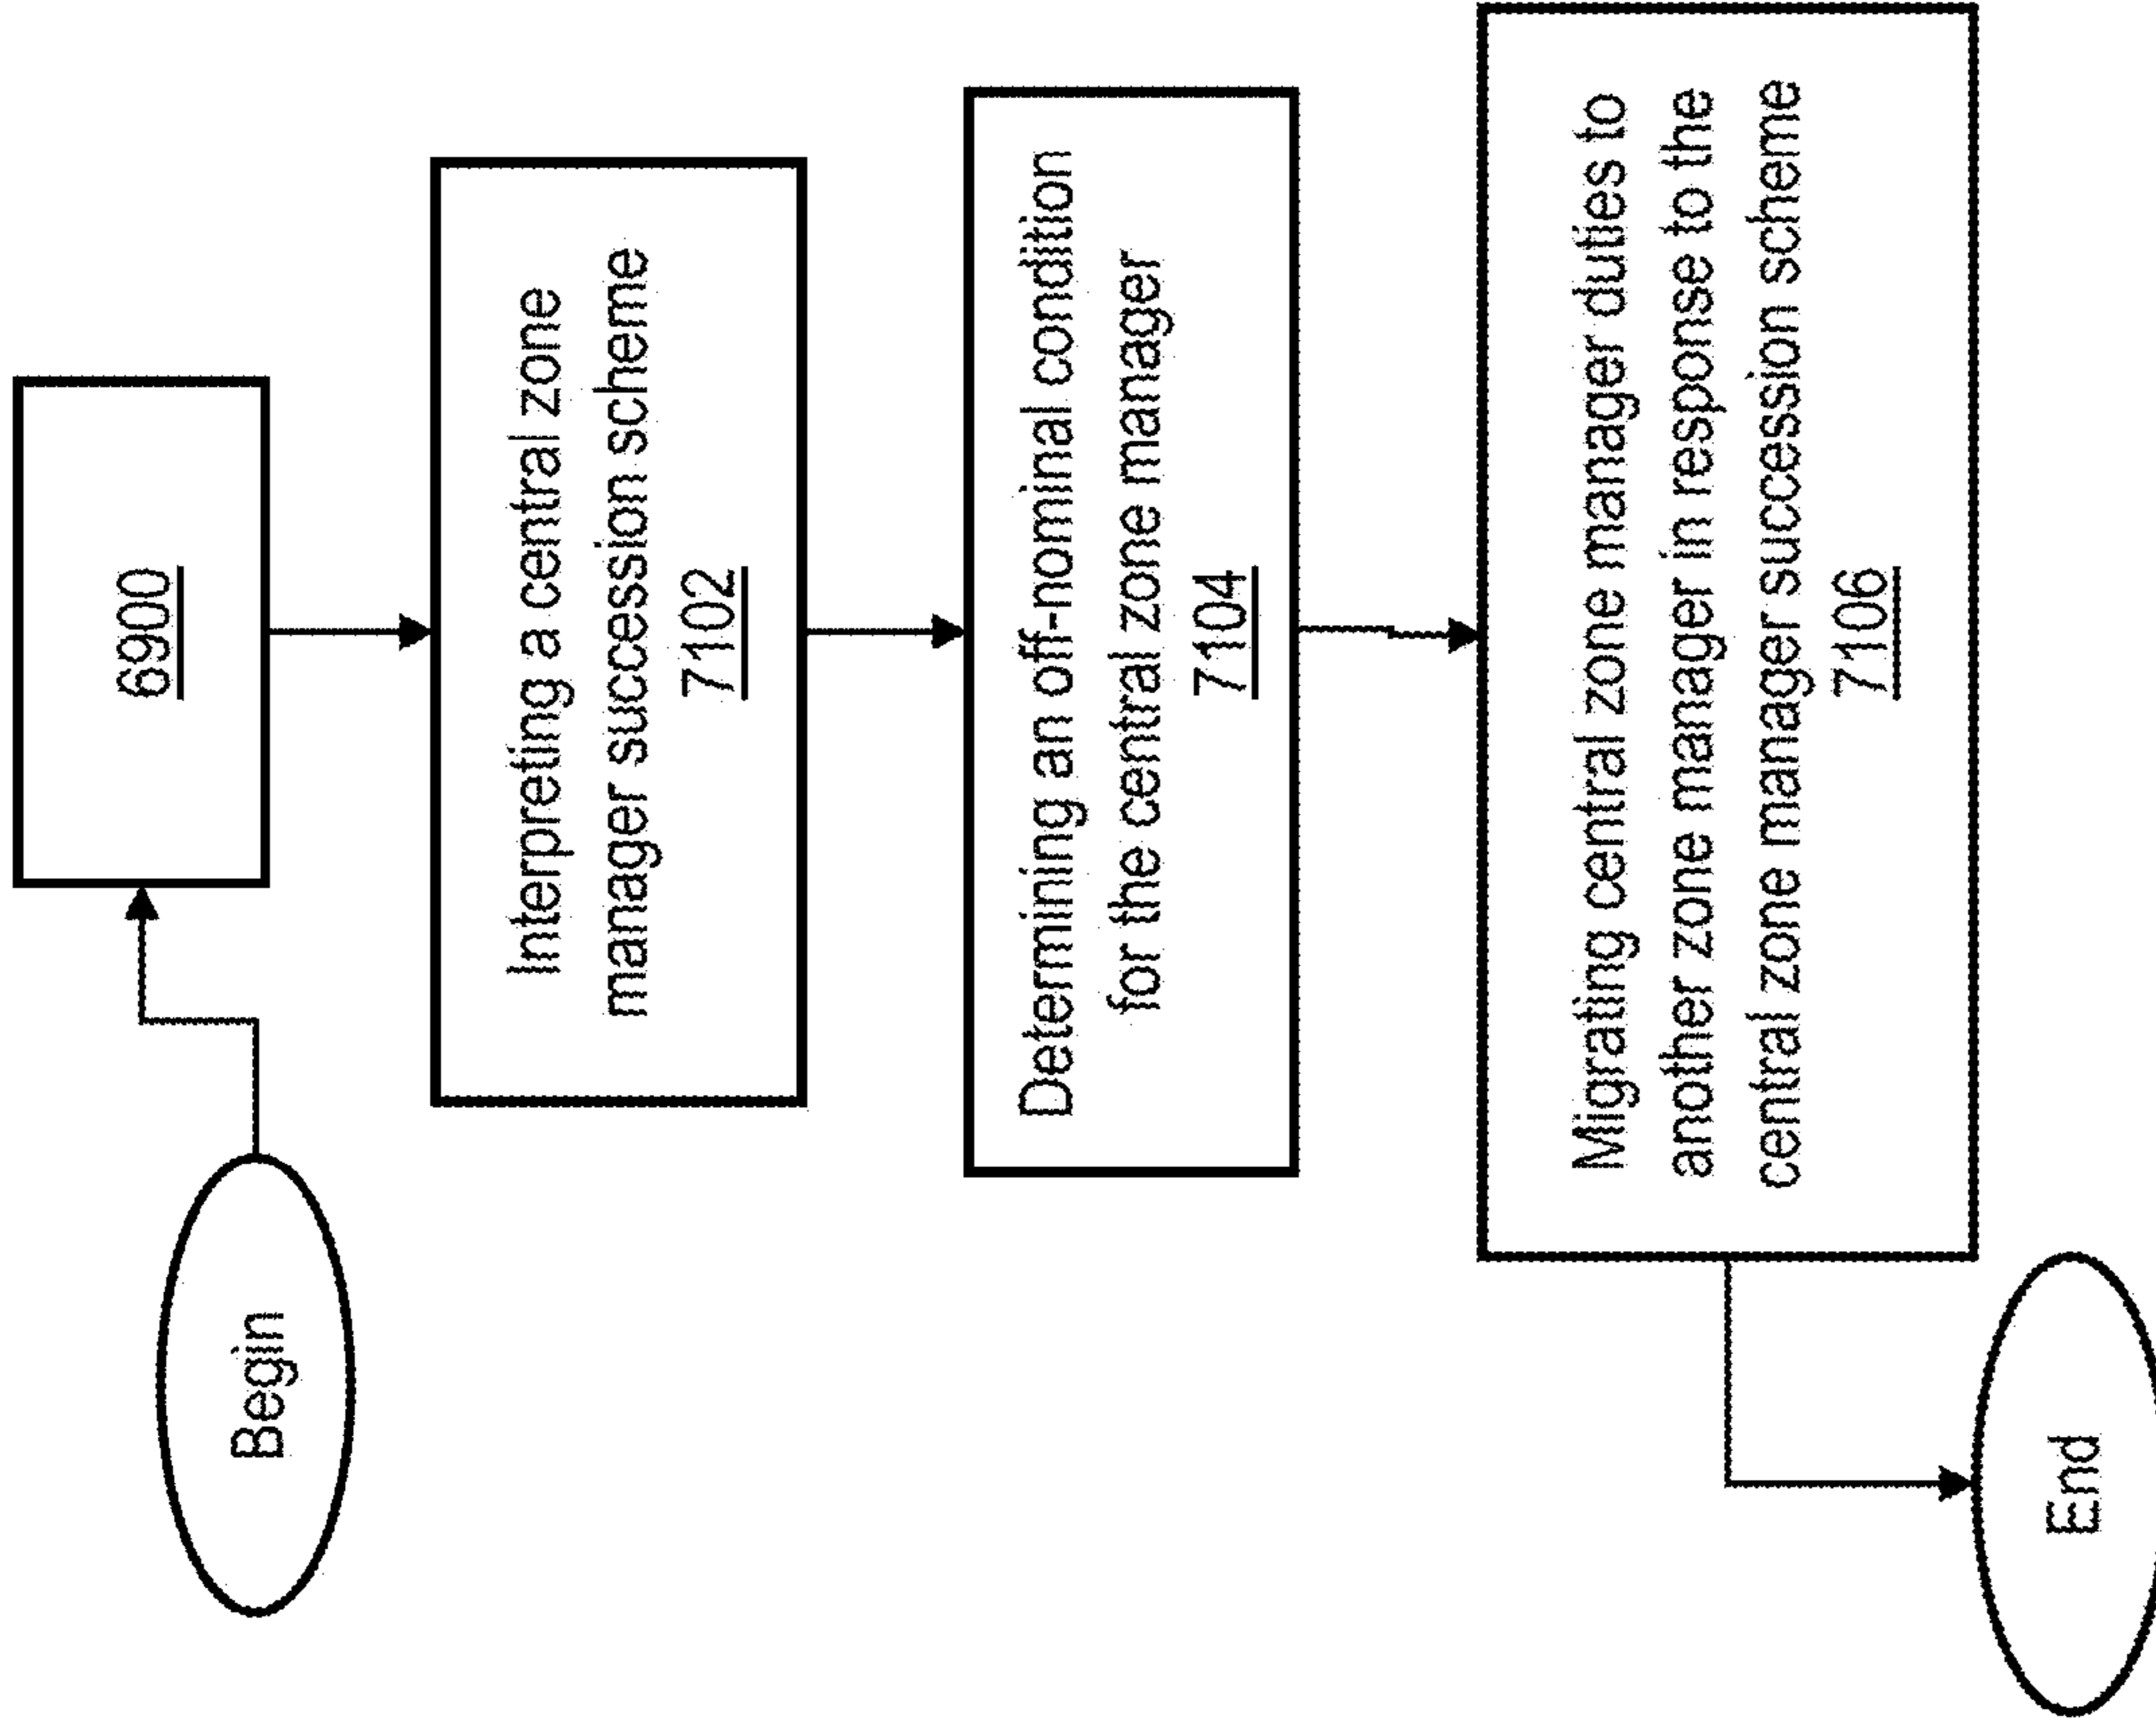 Begin
6900
Interpreting a central zone
manager succession scheme
7102
Determining an off-nominal condition
for the central zone manager
7104
Migrating central zone manager duties to
another zone manager in response to the
central zone manager succession scheme
7106
End